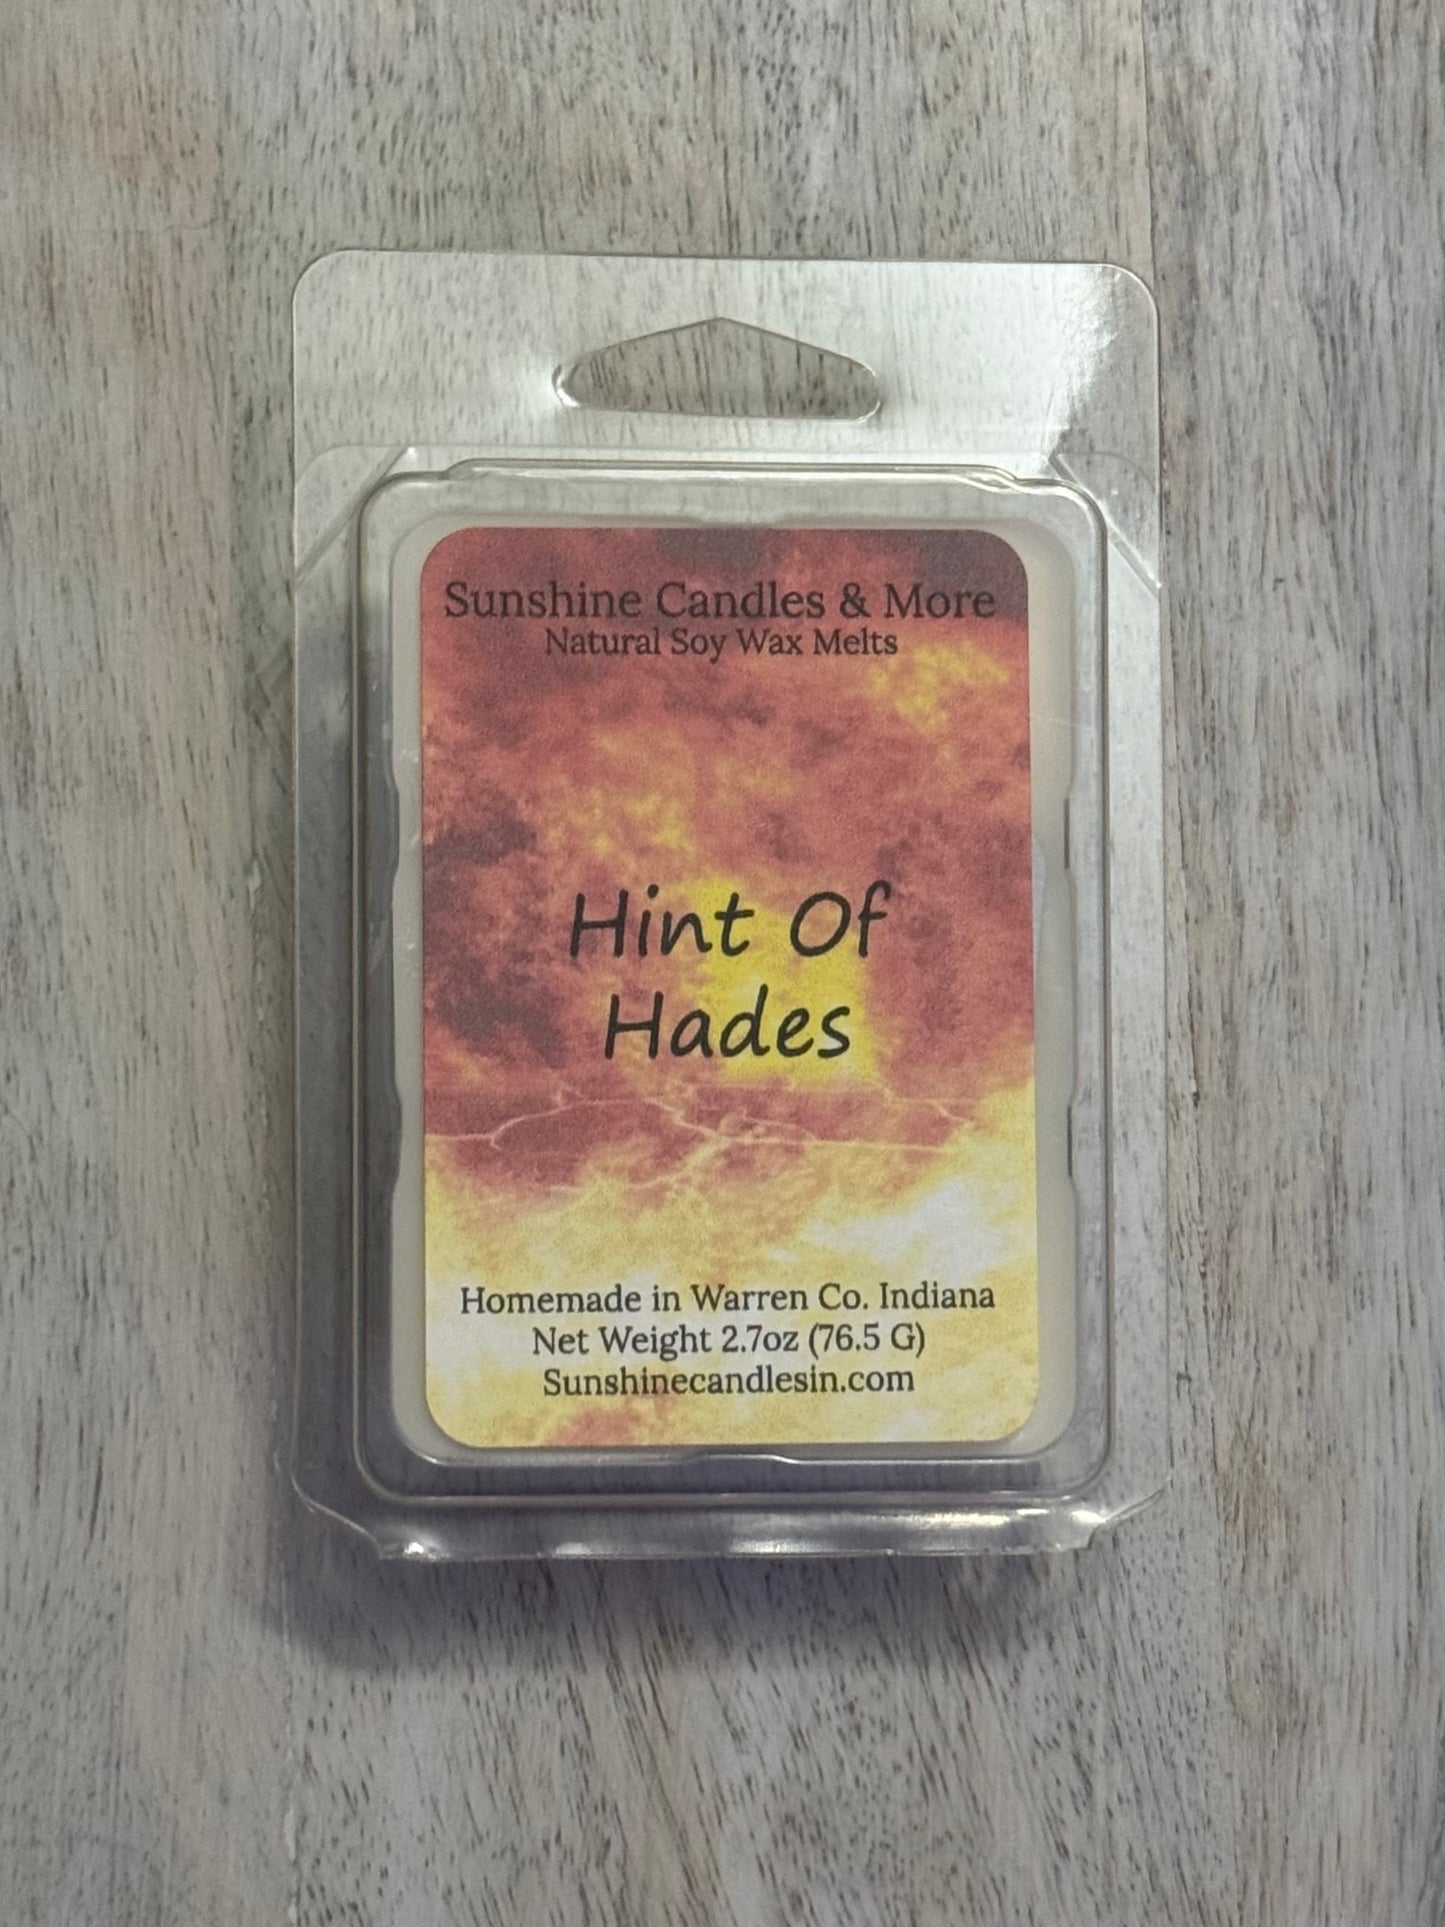 Sunshine Candles & More
Natural Soy Wax Melts
Hint Of
Hades
Homemade in Warren Co. Indiana
Net Weight 2.7oz (76.5 G)
Sunshinecandlesin.com